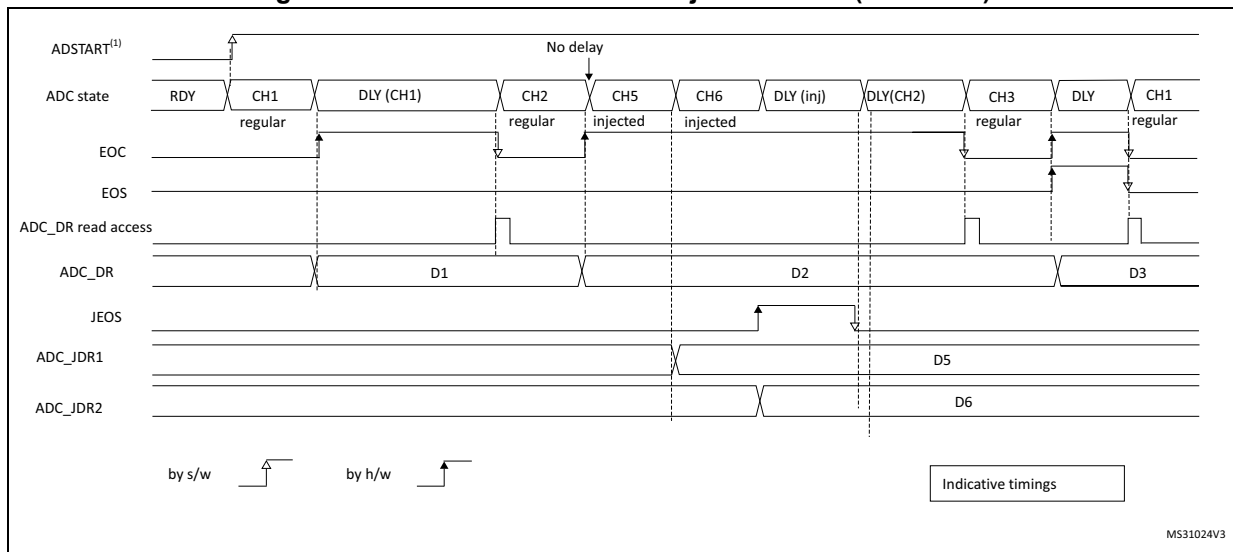 ADSTART(1)
No delay
ADC state RDY CH1 DLY (CH1) CH2 CH5 CH6 DLY (inj) DLY(CH2) CH3 DLY CH1
regular regular injected injected regular regular
EOC
EOS
ADC_DR read access
ADC_DR D1 D2 D3
JEOS
ADC_JDR1 D5
ADC_JDR2 D6
by s/w by h/w Indicative timings
MS31024V3